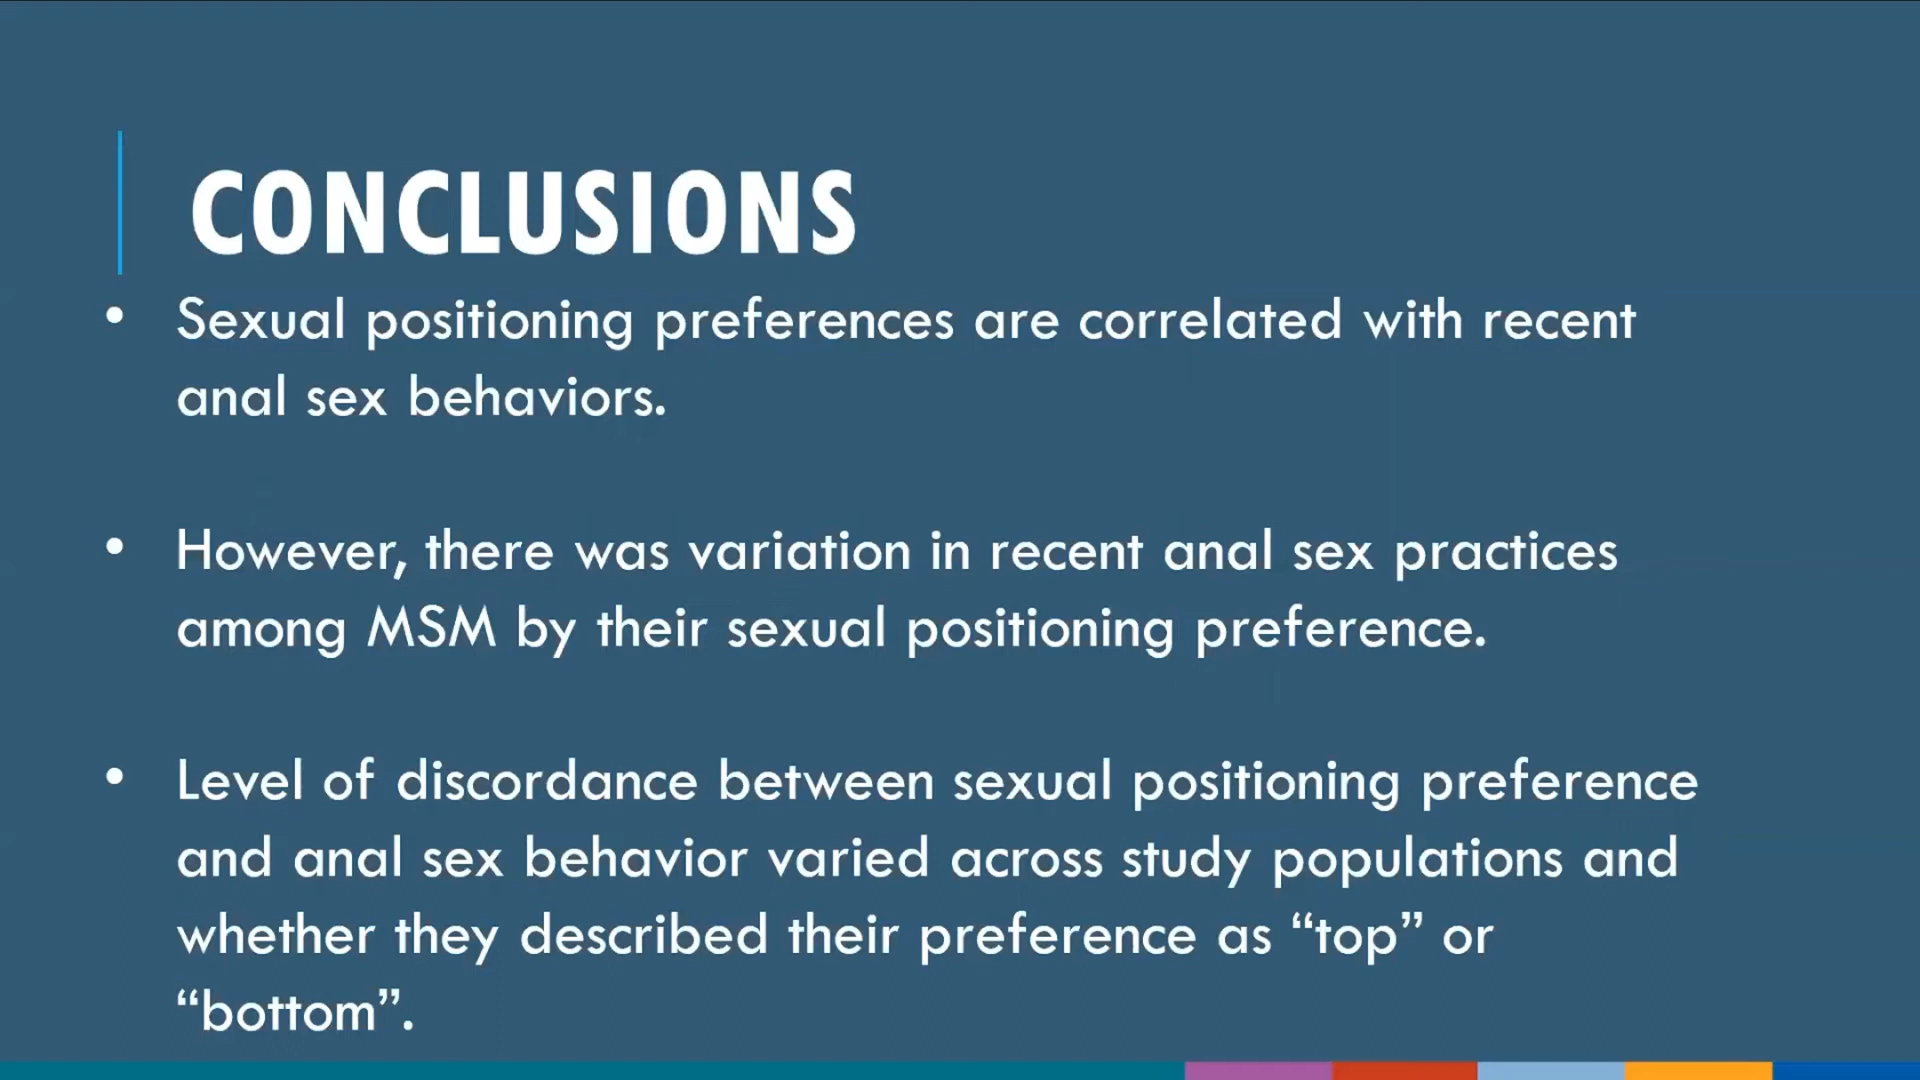 CONCLUSIONS
• Sexual positioning preferences are correlated with recent
anal sex behaviors.
• However, there was variation in recent anal sex practices
among MSM by their sexual positioning preference.
• Level of discordance between sexual positioning preference
and anal sex behavior varied across study populations and
whether they described their preference as “top” or
“bottom”.